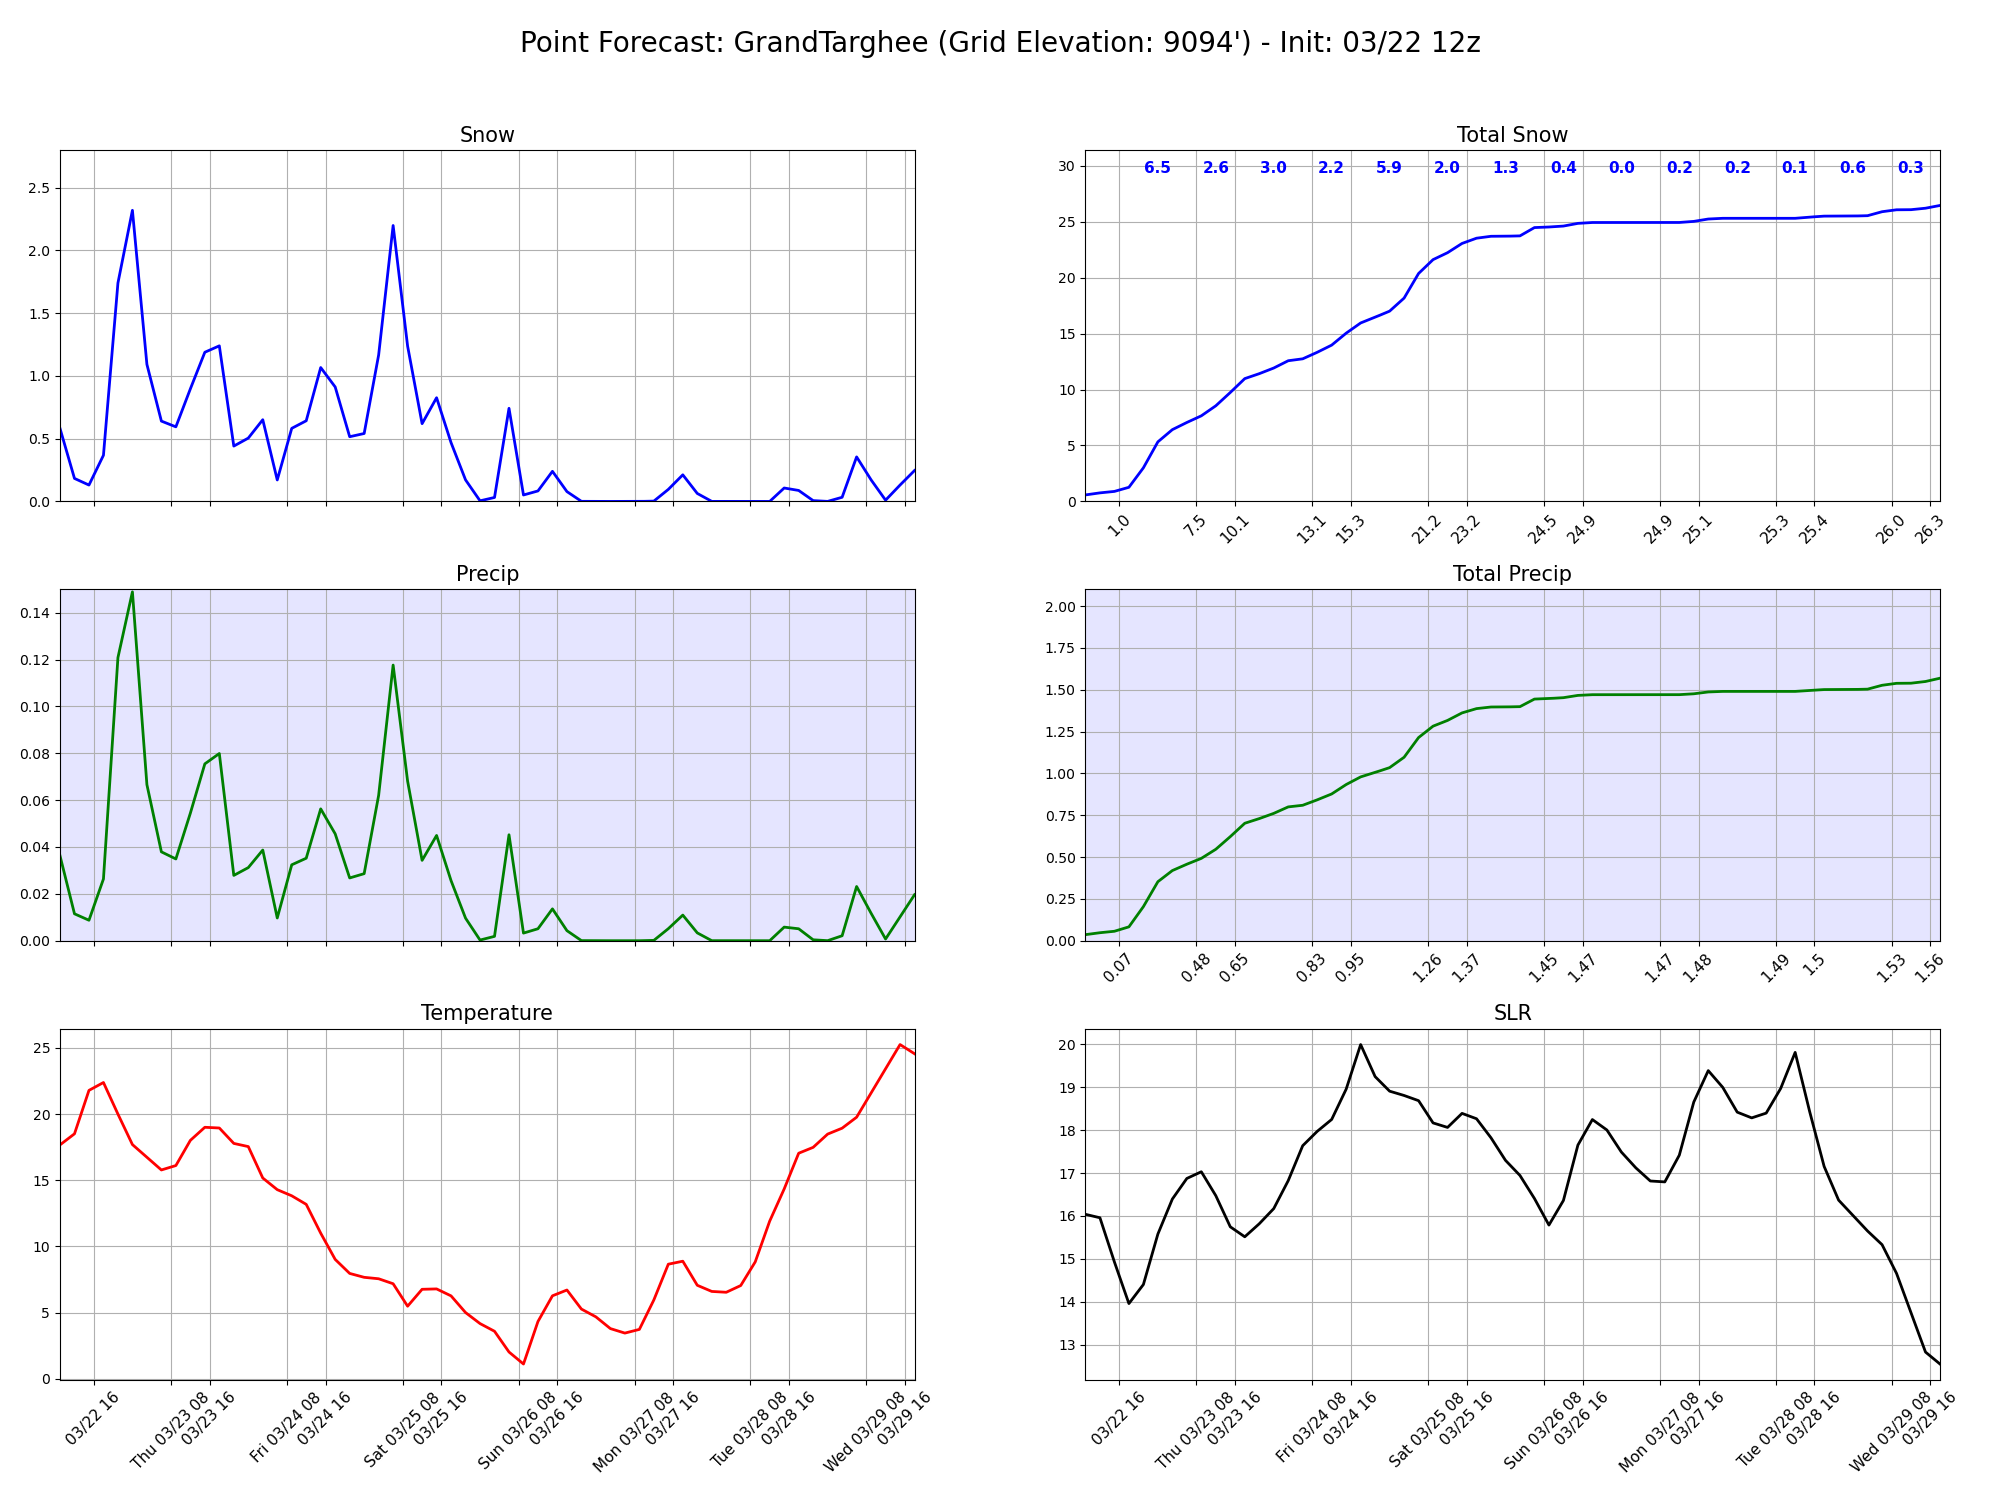 Point Forecast: GrandTarghee (Grid Elevation: 9094') - Init: 03/22 12z
Snow
2.5
2.0
1.5
1.0
0.5
0.0
Total Snow
30
25
20
15
10
5
0
6.5 2.6 3.0 2.2 5.9 2.0 1.3 0.4 0.0 0.2 0.2 0.1 0.6 0.3
1.0 7.5 10.1 13.1 15.3 21.2 23.2 24.5 24.9 24.9 25.1 25.3 25.4 26.0 26.3
Precip
0.14
0.12
0.10
0.08
0.06
0.04
0.02
0.00
Total Precip
2.00
1.75
1.50
1.25
1.00
0.75
0.50
0.25
0.00
0.07 0.48 0.65 0.83 0.95 1.26 1.37 1.45 1.47 1.47 1.48 1.49 1.5 1.53 1.56
Temperature
25
20
15
10
5
0
03/22 16
Thu 03/23 08
03/23 16
Fri 03/24 08
03/24 16
Sat 03/25 08
03/25 16
Sun 03/26 08
03/26 16
Mon 03/27 08
03/27 16
Tue 03/28 08
03/28 16
Wed 03/29 08
03/29 16
SLR
20
19
18
17
16
15
14
13
03/22 16
Thu 03/23 08
03/23 16
Fri 03/24 08
03/24 16
Sat 03/25 08
03/25 16
Sun 03/26 08
03/26 16
Mon 03/27 08
03/27 16
Tue 03/28 08
03/28 16
Wed 03/29 08
03/29 16